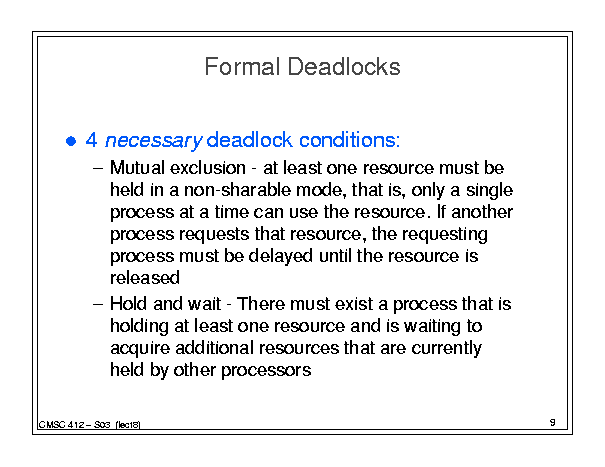 Formal Deadlocks
● 4 necessary deadlock conditions:
– Mutual exclusion - at least one resource must be
held in a non-sharable mode, that is, only a single
process at a time can use the resource. If another
process requests that resource, the requesting
process must be delayed until the resource is
released
– Hold and wait - There must exist a process that is
holding at least one resource and is waiting to
acquire additional resources that are currently
held by other processors
CMSC 412 – S03 (lect8)
9